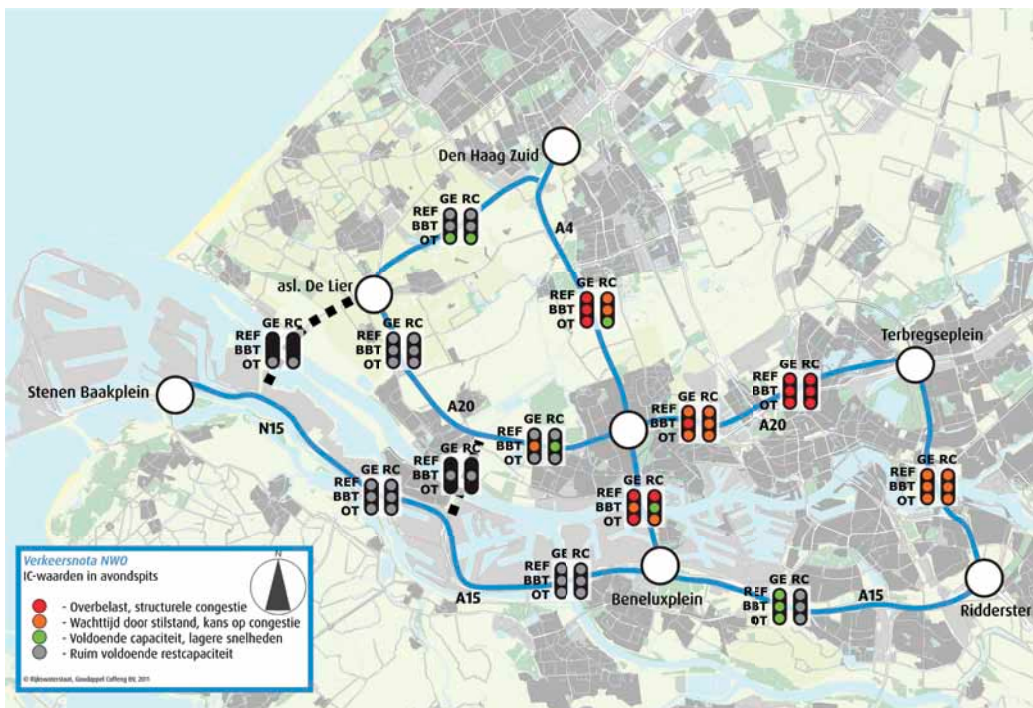 Den Haag Zuid
GE RC
REF
BBT
OT
A4
asl. De Lier
GE RC
REF
BBT
OT
GE RC
REF
BBT
OT
GE RC
REF
BBT
OT
Terbregseplein
Stenen Baakplein
N15
A20
GE RC
REF
BBT
OT
GE RC
REF
BBT
OT
A20
GE RC
REF
BBT
OT
GE RC
REF
BBT
OT
GE RC
REF
BBT
OT
GE RC
REF
BBT
OT
GE RC
REF
BBT
OT
GE RC
REF
BBT
OT
A15
Beneluxplein
GE RC
REF
BBT
OT
A15
Ridderster
Verkeersnota NWO
IC-waarden in avondspits
N
- Overbelast, structurele congestie
- Wachttijd door stilstand, kans op congestie
- Voldoende capaciteit, lagere snelheden
- Ruim voldoende restcapaciteit
© Rijkswaterstaat, Goudappel Coffeng BV, 2011